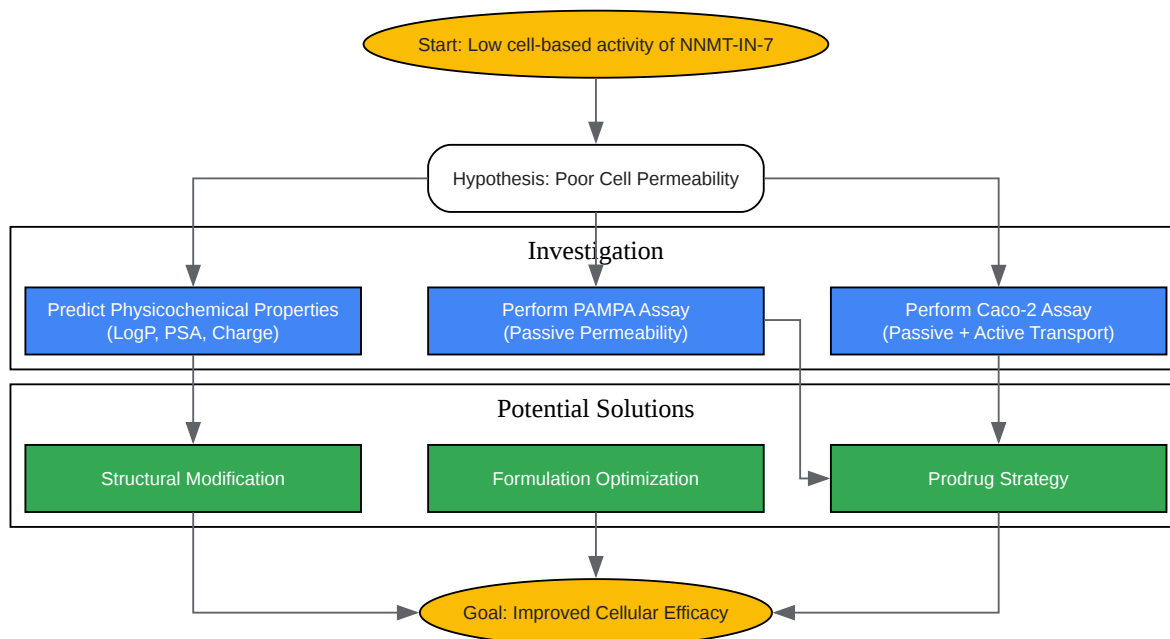 Start: Low cell-based activity of NNMT-IN-7
Hypothesis: Poor Cell Permeability
Investigation
Predict Physicochemical Properties
(LogP, PSA, Charge)
Perform PAMPA Assay
(Passive Permeability)
Perform Caco-2 Assay
(Passive + Active Transport)
Potential Solutions
Structural Modification
Formulation Optimization
Prodrug Strategy
Goal: Improved Cellular Efficacy